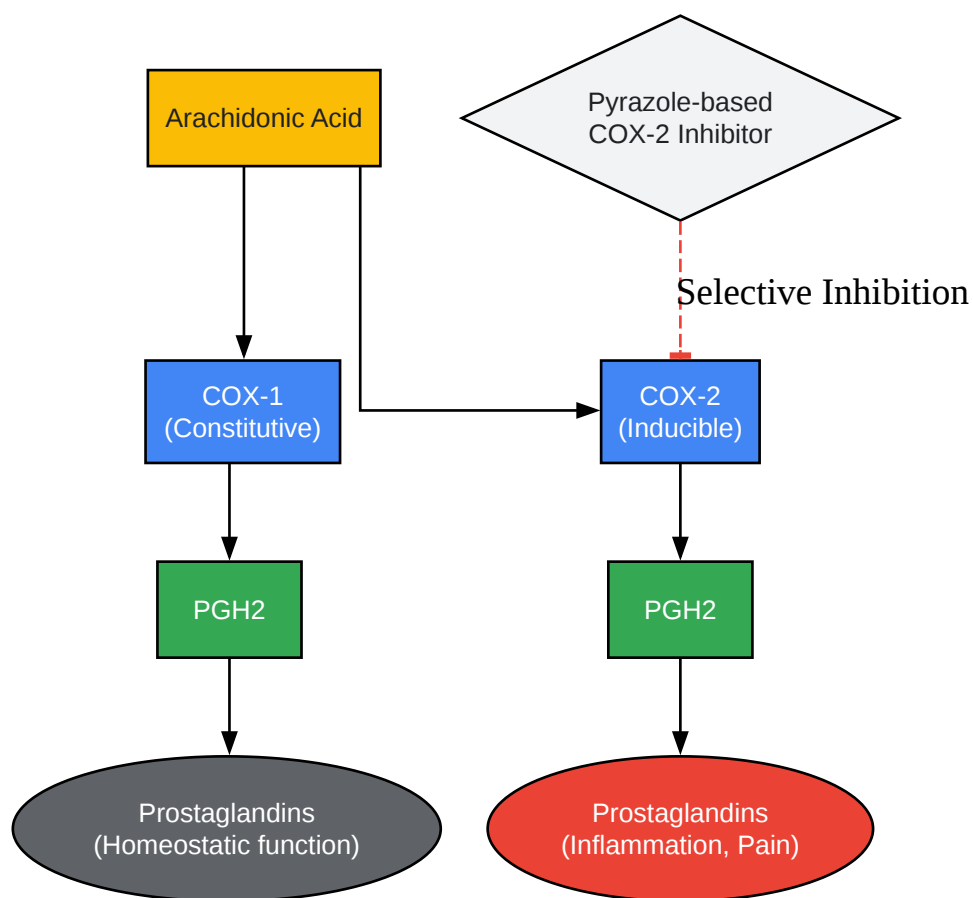 Arachidonic Acid
Pyrazole-based
COX-2 Inhibitor
Selective Inhibition
COX-1
(Constitutive)
COX-2
(Inducible)
PGH2
PGH2
Prostaglandins
(Homeostatic function)
Prostaglandins
(Inflammation, Pain)